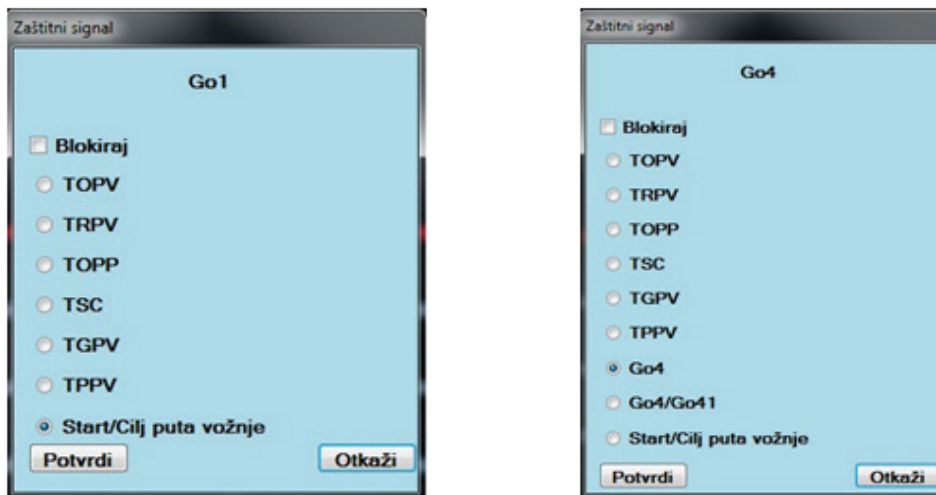 Zaštitni signal
Go1
Blokiraj
TOPV
TRPV
TOPP
TSC
TGPV
TPPV
Start/Cilj puta vožnje
Potvrdi
Otkaži
Zaštitni signal
Go4
Blokiraj
TOPV
TRPV
TOPP
TSC
TGPV
TPPV
Go4
Go4/Go41
Start/Cilj puta vožnje
Potvrdi
Otkaži